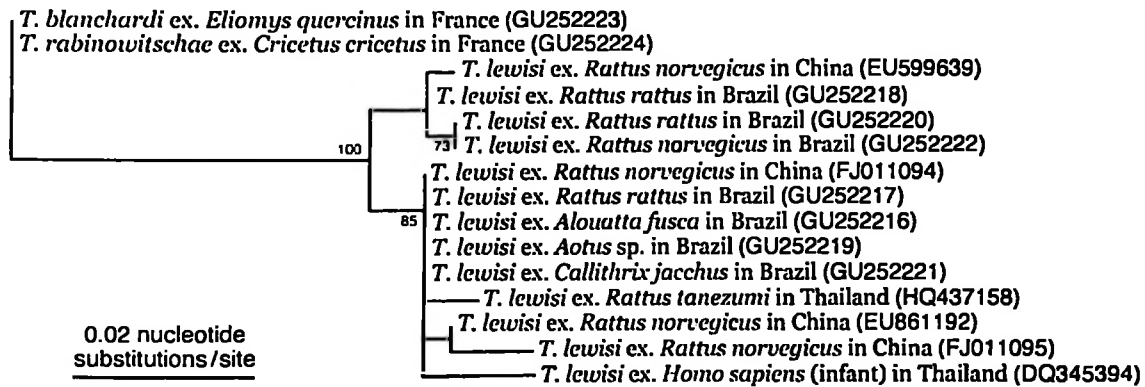 T. blanchardi ex. Eliomys quercinus in France (GU252223)
T. rabinowitschae ex. Cricetus cricetus in France (GU252224)
T. lewisi ex. Rattus norvegicus in China (EU599639)
T. lewisi ex. Rattus rattus in Brazil (GU252218)
T. lewisi ex. Rattus rattus in Brazil (GU252220)
T. lewisi ex. Rattus norvegicus in Brazil (GU252222)
73
100
T. lewisi ex. Rattus norvegicus in China (FJ011094)
T. lewisi ex. Rattus rattus in Brazil (GU252217)
T. lewisi ex. Alouatta fusca in Brazil (GU252216)
85
T. lewisi ex. Aotus sp. in Brazil (GU252219)
T. lewisi ex. Callithrix jacchus in Brazil (GU252221)
T. lewisi ex. Rattus tanezumi in Thailand (HQ437158)
T. lewisi ex. Rattus norvegicus in China (EU861192)
T. lewisi ex. Rattus norvegicus in China (FJ011095)
T. lewisi ex. Homo sapiens (infant) in Thailand (DQ345394)
0.02 nucleotide
substitutions/site